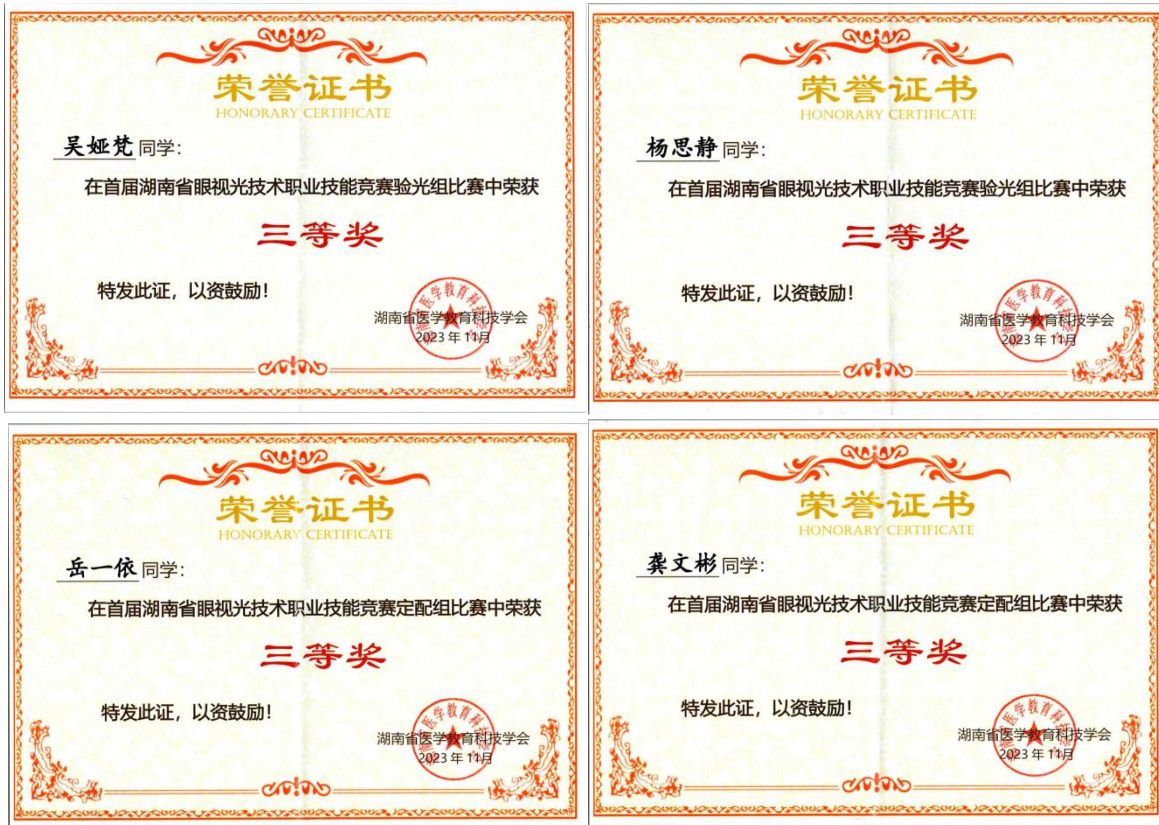 荣誉证书
HONORARY CERTIFICATE
吴娅梵同学:
在首届湖南省眼视光技术职业技能竞赛验光组比赛中荣获
三等奖
特发此证，以资鼓励！
湖南省医学教育科技学会
2023年11月
荣誉证书
HONORARY CERTIFICATE
杨思静同学:
在首届湖南省眼视光技术职业技能竞赛验光组比赛中荣获
三等奖
特发此证，以资鼓励！
湖南省医学教育科技学会
2023年11月
荣誉证书
HONORARY CERTIFICATE
岳一依同学:
在首届湖南省眼视光技术职业技能竞赛定配组比赛中荣获
三等奖
特发此证，以资鼓励！
湖南省医学教育科技学会
2023年11月
荣誉证书
HONORARY CERTIFICATE
龚文彬同学:
在首届湖南省眼视光技术职业技能竞赛定配组比赛中荣获
三等奖
特发此证，以资鼓励！
湖南省医学教育科技学会
2023年11月